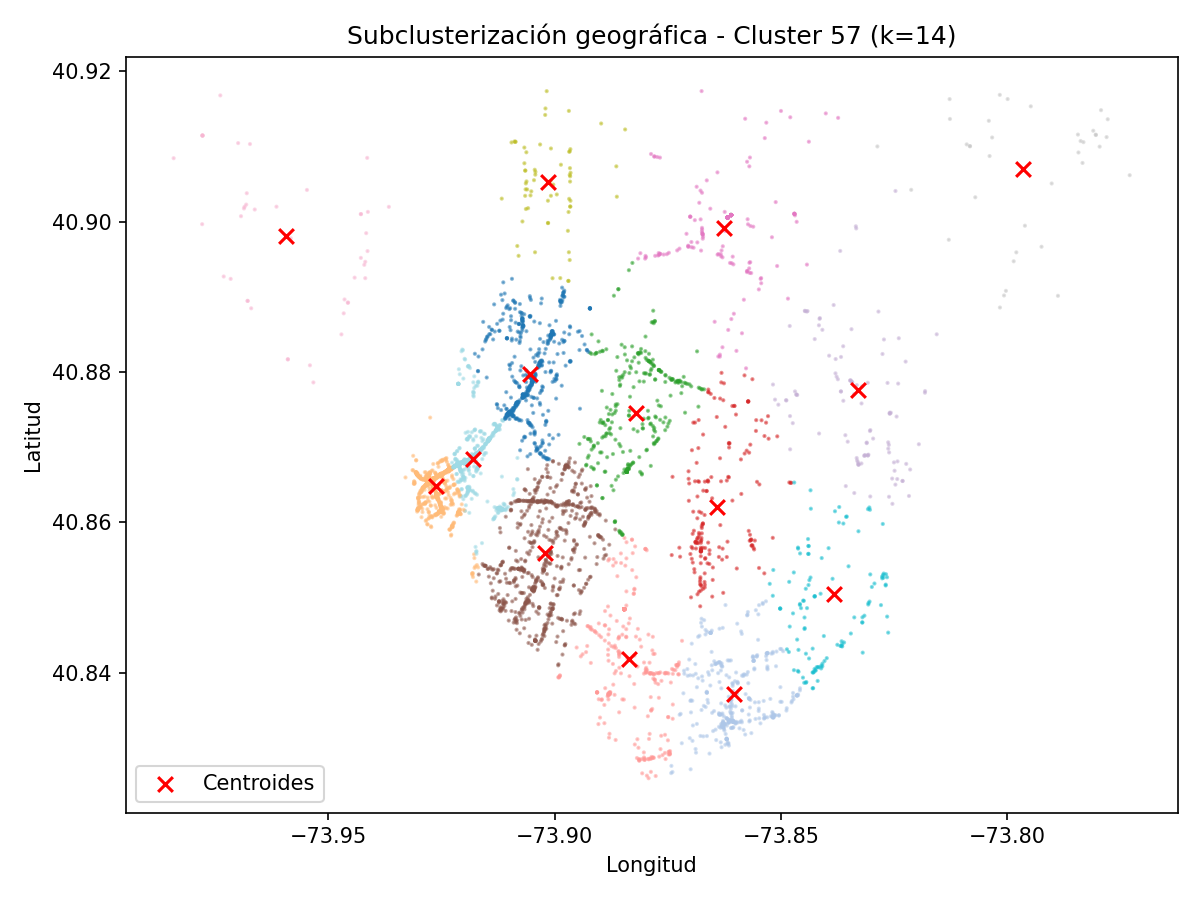 Subclusterización geográfica - Cluster 57 (k=14)
40.92
40.90
40.88
40.86
40.84
Latitud
Centroides
−73.95 −73.90 −73.85 −73.80
Longitud